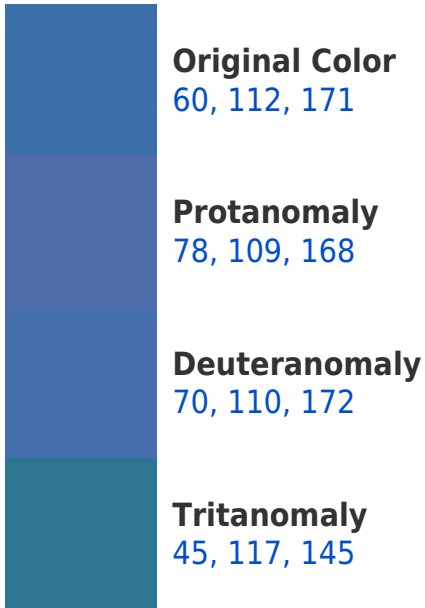 Original Color
60, 112, 171
Protanomaly
78, 109, 168
Deuteranomaly
70, 110, 172
Tritanomaly
45, 117, 145